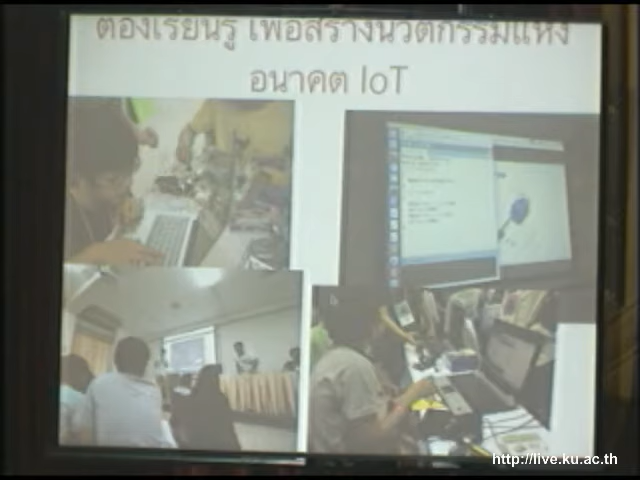 ต้องเรียนรู้ เพื่อสร้างนวัตกรรมแห่ง
อนาคต IoT
http://live.ku.ac.th